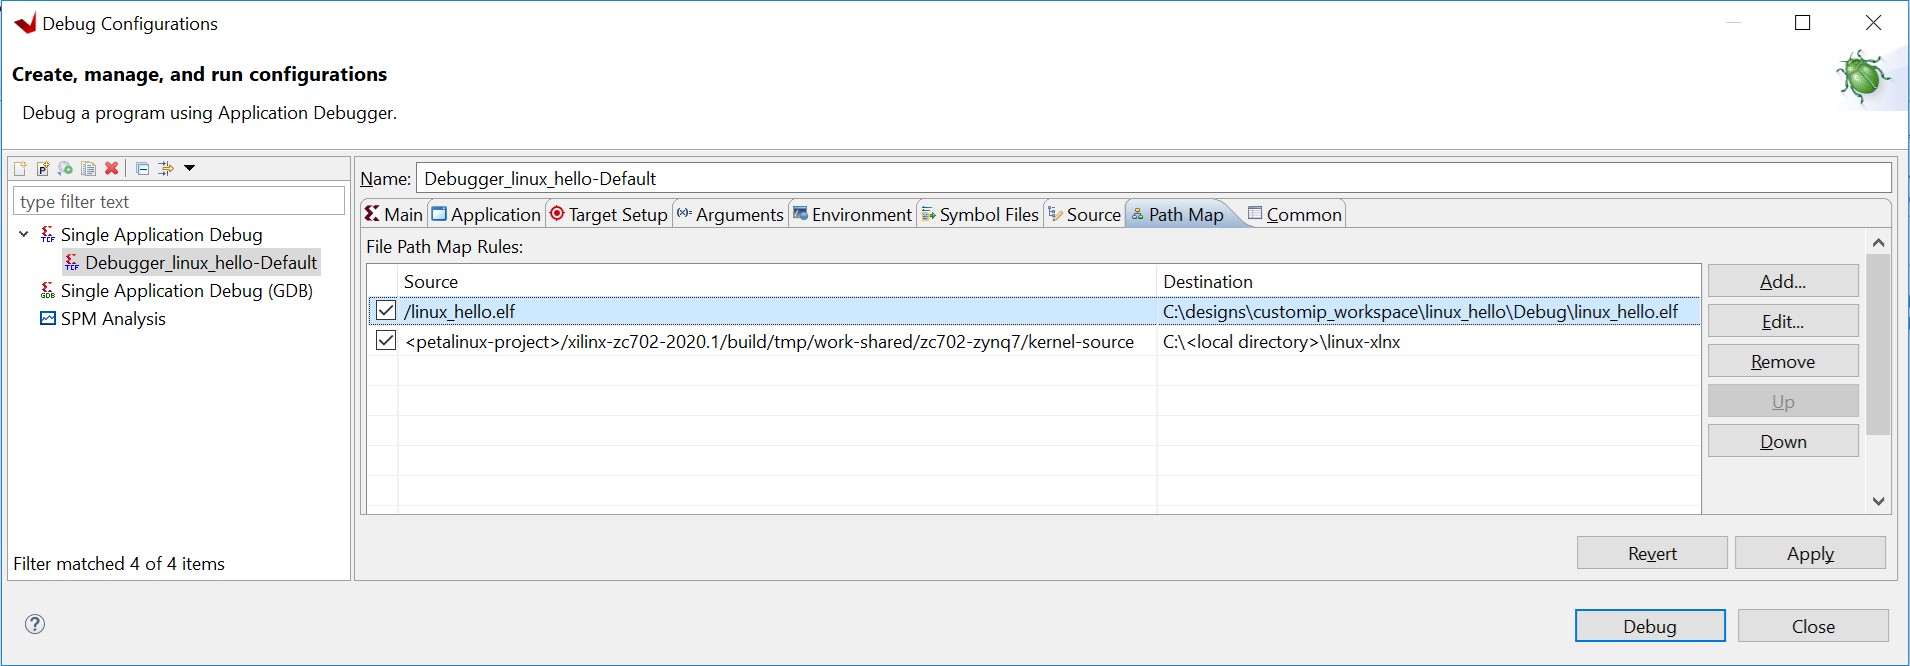 Debug Configurations
Create, manage, and run configurations
Debug a program using Application Debugger.
type filter text
Single Application Debug
Debugger_linux_hello-Default
Single Application Debug (GDB)
SPM Analysis
Filter matched 4 of 4 items
Name: Debugger_linux_hello-Default
Main Application Target Setup Arguments Environment Symbol Files Source Path Map Common
File Path Map Rules:
Source Destination
/linux_hello.elf C:\designs\customip_workspace\linux_hello\Debug\linux_hello.elf
<petalinux-project>/xilinx-zc702-2020.1/build/tmp/work-shared/zc702-zynq7/kernel-source C:\<local directory>\linux-xlnx
Add...
Edit...
Remove
Up
Down
Revert Apply
Debug Close